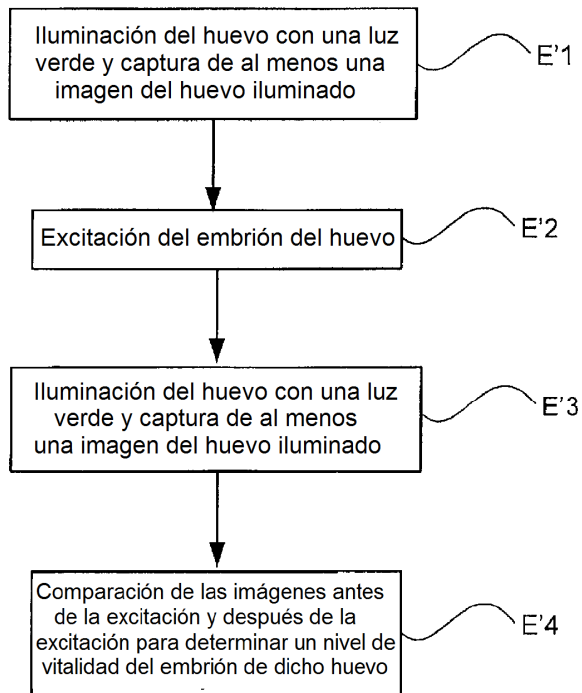 Iluminación del huevo con una luz
verde y captura de al menos una
imagen del huevo iluminado
E'1
Excitación del embrión del huevo
E'2
Iluminación del huevo con una luz
verde y captura de al menos
una imagen del huevo iluminado
E'3
Comparación de las imágenes antes
de la excitación y después de la
excitación para determinar un nivel de
vitalidad del embrión de dicho huevo
E'4